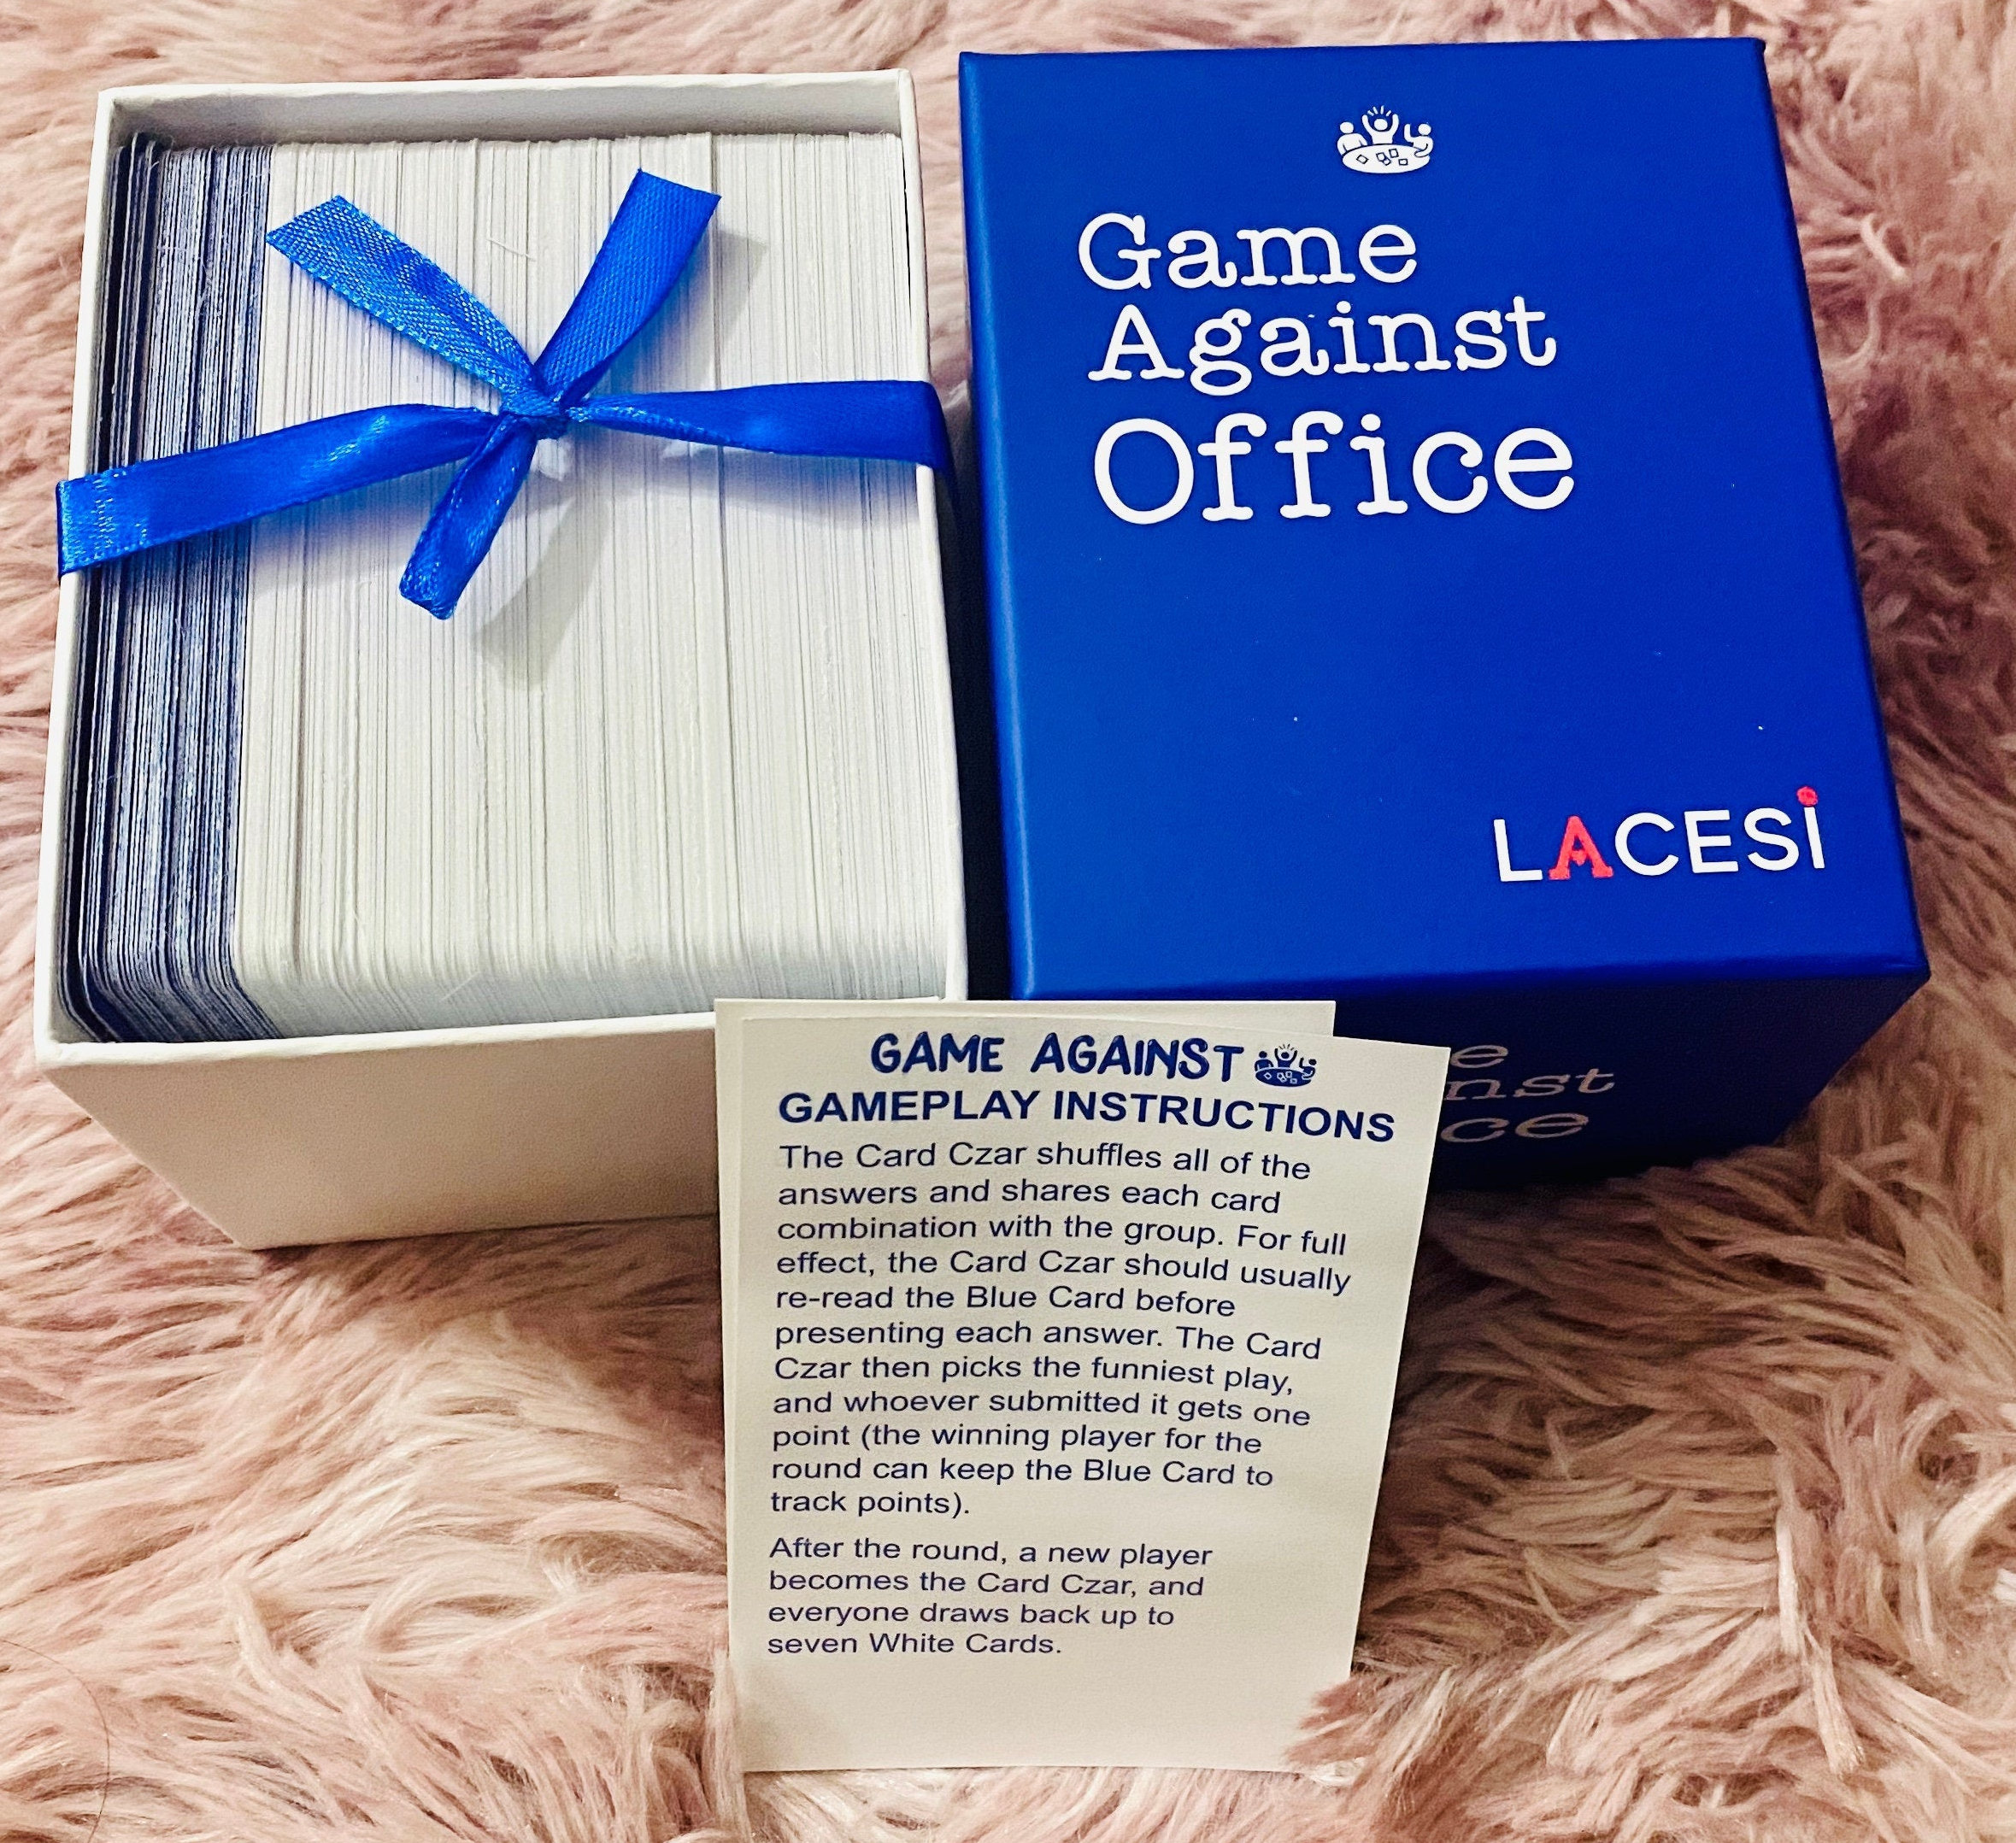 Game
Against
Office
LACESI
e
nst
ce
GAME AGAINST
GAMEPLAY INSTRUCTIONS
The Card Czar shuffles all of the
answers and shares each card
combination with the group. For full
effect, the Card Czar should usually
re-read the Blue Card before
presenting each answer. The Card
Czar then picks the funniest play,
and whoever submitted it gets one
point (the winning player for the
round can keep the Blue Card to
track points).
After the round, a new player
becomes the Card Czar, and
everyone draws back up to
seven White Cards.